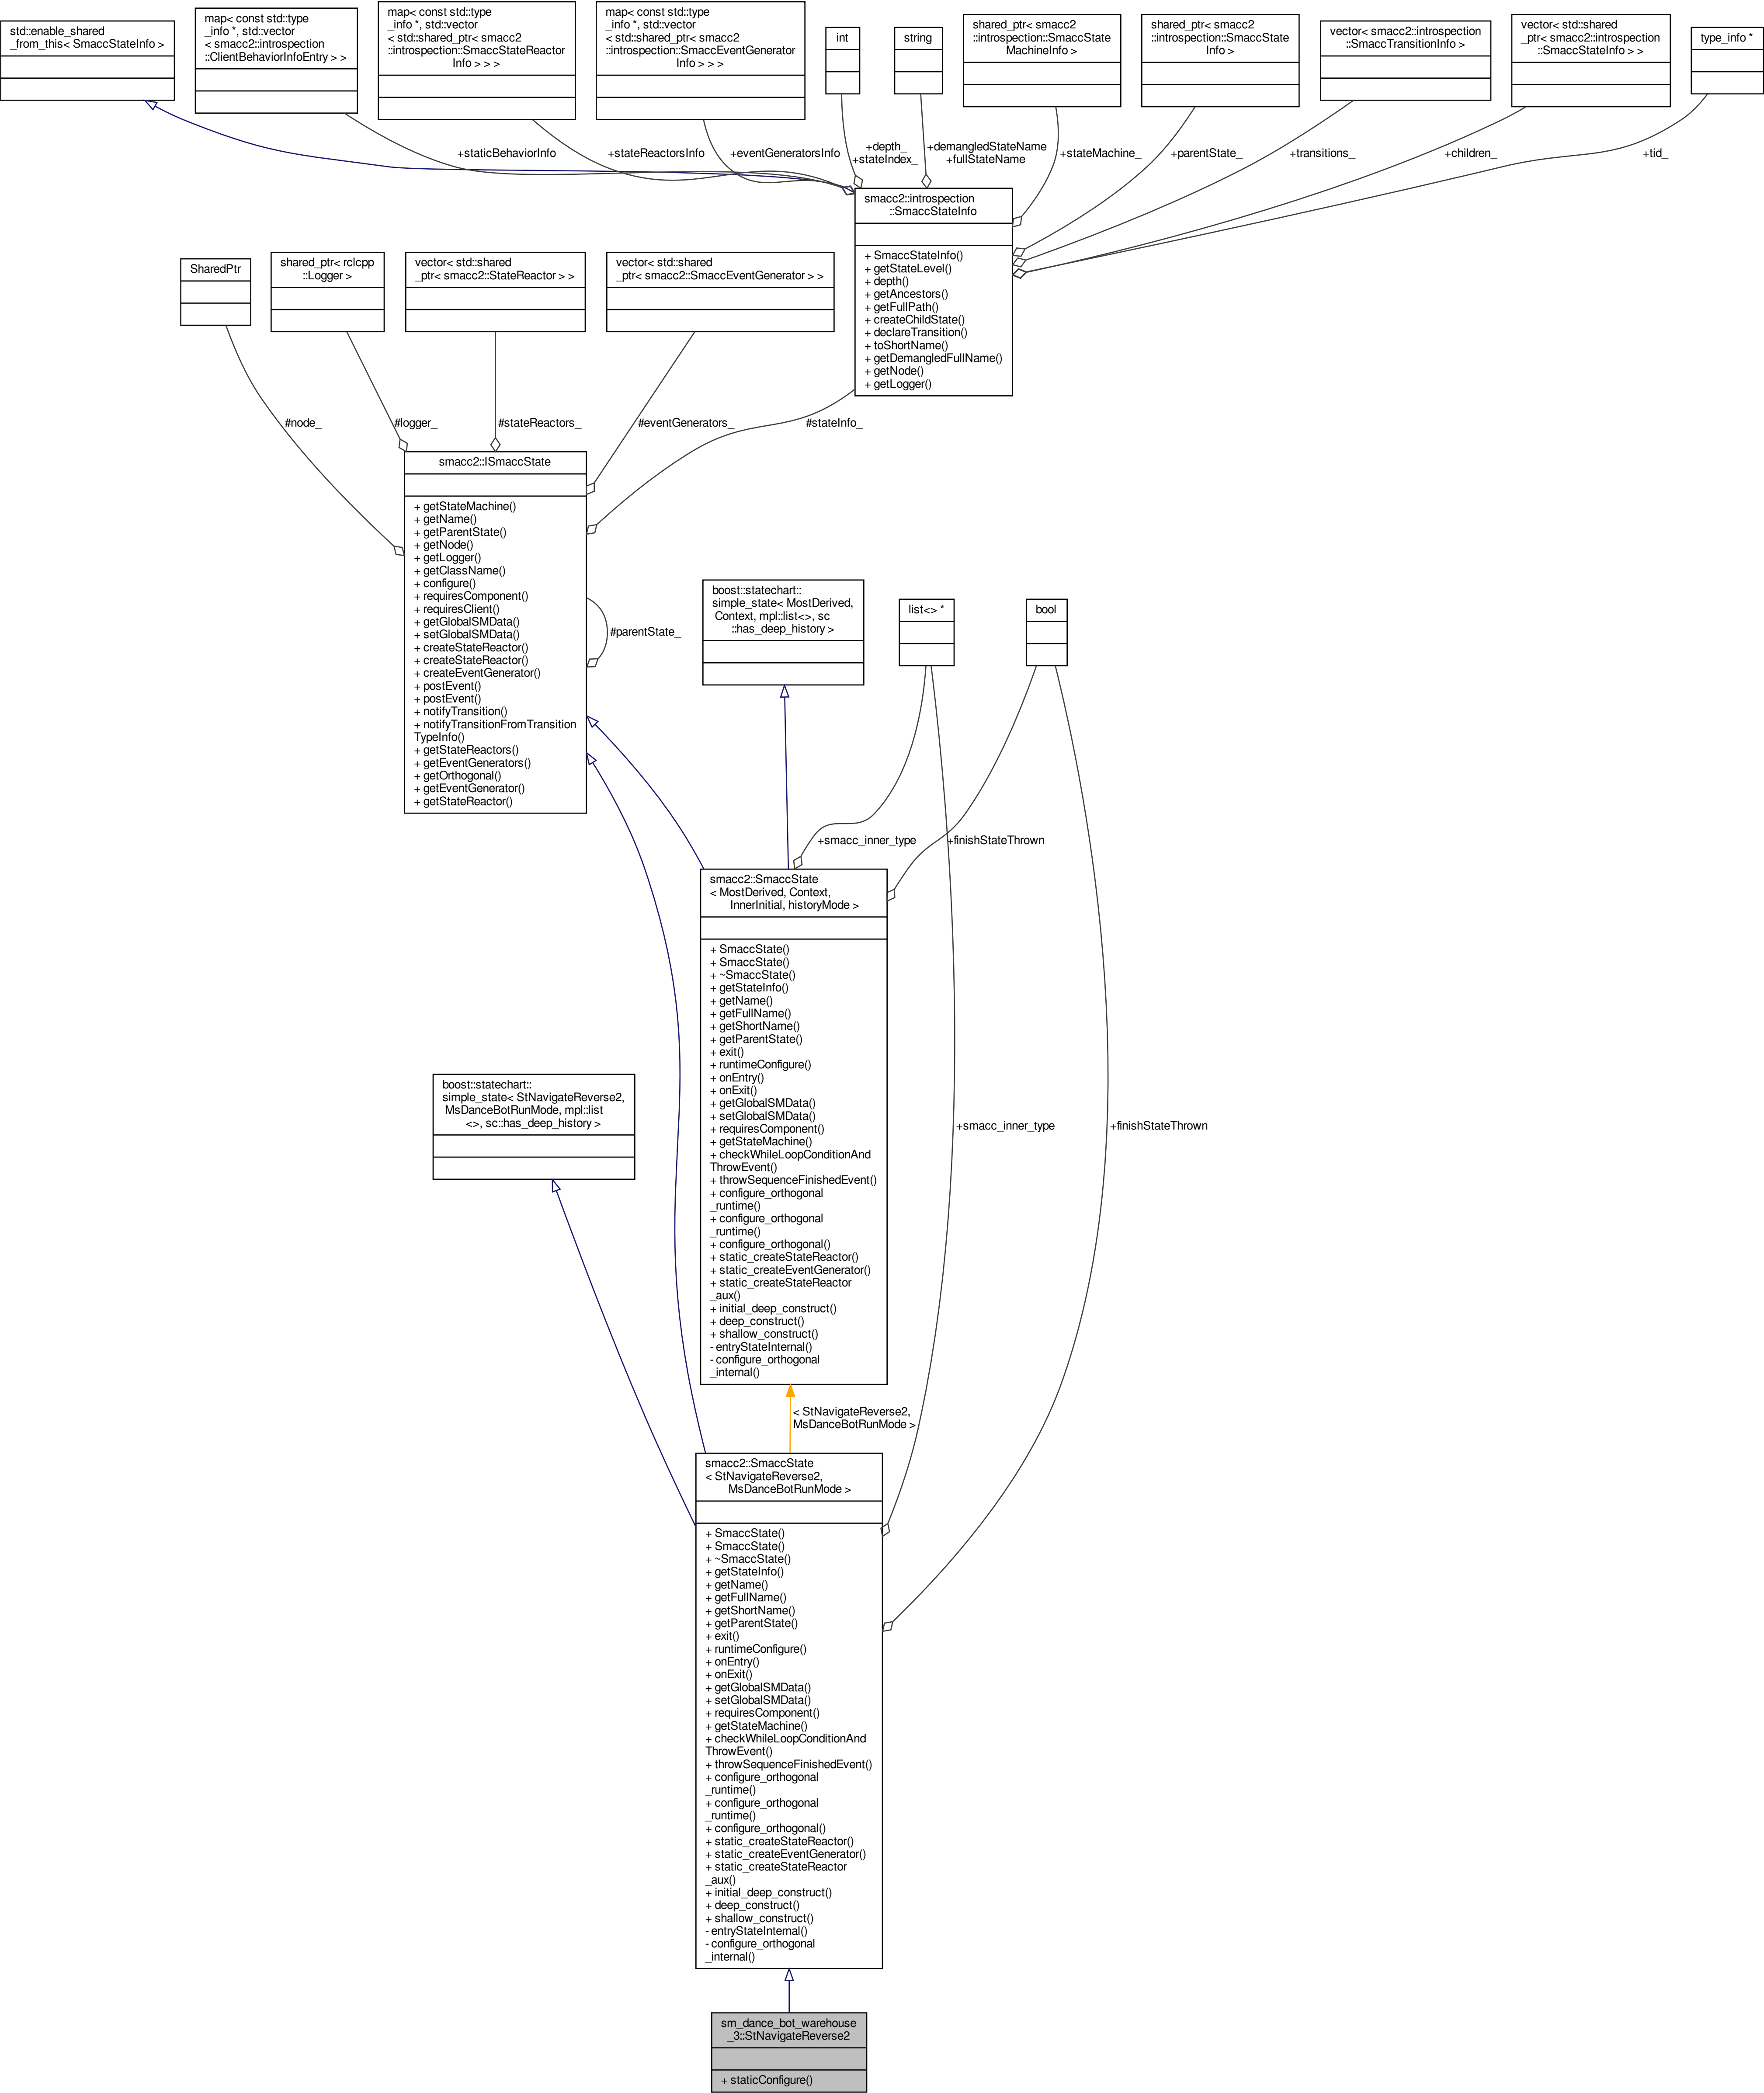 std::enable_shared
_from_this< SmaccStateInfo >
map< const std::type
_info *, std::vector
< smacc2::introspection
::ClientBehaviorInfoEntry > >
map< const std::type
_info *, std::vector
< std::shared_ptr< smacc2
::introspection::SmaccStateReactor
Info > > >
map< const std::type
_info *, std::vector
< std::shared_ptr< smacc2
::introspection::SmaccEventGenerator
Info > > >
int
string
shared_ptr< smacc2
::introspection::SmaccState
MachineInfo >
shared_ptr< smacc2
::introspection::SmaccState
Info >
vector< smacc2::introspection
::SmaccTransitionInfo >
vector< std::shared
_ptr< smacc2::introspection
::SmaccStateInfo > >
type_info *
+staticBehaviorInfo
+stateReactorsInfo
+eventGeneratorsInfo
+depth_
+stateIndex_
+demangledStateName
+fullStateName
+stateMachine_
+parentState_
+transitions_
+children_
+tid_
smacc2::introspection
::SmaccStateInfo
+ SmaccStateInfo()
+ getStateLevel()
+ depth()
+ getAncestors()
+ getFullPath()
+ createChildState()
+ declareTransition()
+ toShortName()
+ getDemangledFullName()
+ getNode()
+ getLogger()
SharedPtr
shared_ptr< rclcpp
::Logger >
vector< std::shared
_ptr< smacc2::StateReactor > >
vector< std::shared
_ptr< smacc2::SmaccEventGenerator > >
#node_
#logger_
#stateReactors_
#eventGenerators_
#stateInfo_
smacc2::ISmaccState
+ getStateMachine()
+ getName()
+ getParentState()
+ getNode()
+ getLogger()
+ getClassName()
+ configure()
+ requiresComponent()
+ requiresClient()
+ getGlobalSMData()
+ setGlobalSMData()
+ createStateReactor()
+ createStateReactor()
+ createEventGenerator()
+ postEvent()
+ postEvent()
+ notifyTransition()
+ notifyTransitionFromTransition
TypeInfo()
+ getStateReactors()
+ getEventGenerators()
+ getOrthogonal()
+ getEventGenerator()
+ getStateReactor()
#parentState_
boost::statechart::
simple_state< MostDerived,
Context, mpl::list<>, sc
::has_deep_history >
list<> *
bool
+smacc_inner_type
+finishStateThrown
smacc2::SmaccState
< MostDerived, Context,
InnerInitial, historyMode >
+ SmaccState()
+ SmaccState()
+ ~SmaccState()
+ getStateInfo()
+ getName()
+ getFullName()
+ getShortName()
+ getParentState()
+ exit()
+ runtimeConfigure()
+ onEntry()
+ onExit()
+ getGlobalSMData()
+ setGlobalSMData()
+ requiresComponent()
+ getStateMachine()
+ checkWhileLoopConditionAnd
ThrowEvent()
+ throwSequenceFinishedEvent()
+ configure_orthogonal
_runtime()
+ configure_orthogonal
_runtime()
+ configure_orthogonal()
+ static_createStateReactor()
+ static_createEventGenerator()
+ static_createStateReactor
_aux()
+ initial_deep_construct()
+ deep_construct()
+ shallow_construct()
- entryStateInternal()
- configure_orthogonal
_internal()
boost::statechart::
simple_state< StNavigateReverse2,
MsDanceBotRunMode, mpl::list
<>, sc::has_deep_history >
+smacc_inner_type
+finishStateThrown
< StNavigateReverse2,
MsDanceBotRunMode >
smacc2::SmaccState
< StNavigateReverse2,
MsDanceBotRunMode >
+ SmaccState()
+ SmaccState()
+ ~SmaccState()
+ getStateInfo()
+ getName()
+ getFullName()
+ getShortName()
+ getParentState()
+ exit()
+ runtimeConfigure()
+ onEntry()
+ onExit()
+ getGlobalSMData()
+ setGlobalSMData()
+ requiresComponent()
+ getStateMachine()
+ checkWhileLoopConditionAnd
ThrowEvent()
+ throwSequenceFinishedEvent()
+ configure_orthogonal
_runtime()
+ configure_orthogonal
_runtime()
+ configure_orthogonal()
+ static_createStateReactor()
+ static_createEventGenerator()
+ static_createStateReactor
_aux()
+ initial_deep_construct()
+ deep_construct()
+ shallow_construct()
- entryStateInternal()
- configure_orthogonal
_internal()
sm_dance_bot_warehouse
_3::StNavigateReverse2
+ staticConfigure()